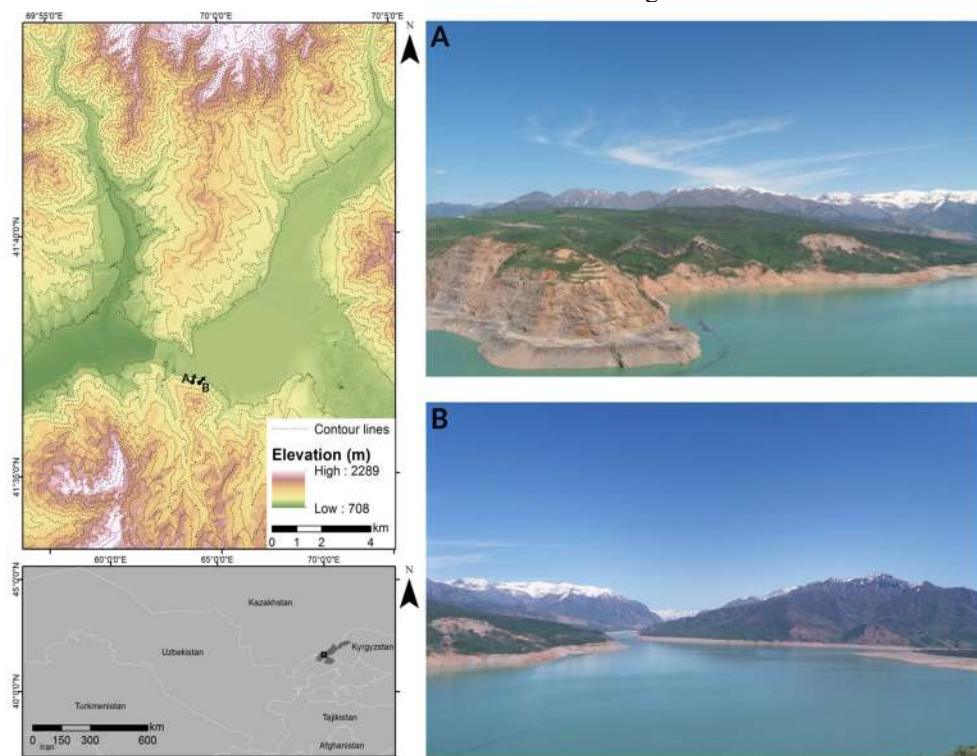 69°55'0"E 70°0'0"E 70°5'0"E
N
41°40'0"N
41°35'0"N
A
B
Contour lines
Elevation (m)
High : 2289
Low : 708
km
0 1 2 4
60°0'0"E 65°0'0"E 70°0'0"E
N
45°0'0"N
40°0'0"N
Kazakhstan
Uzbekistan
Kyrgyzstan
Turkmenistan
Tajikistan
Afghanistan
Iran
km
0 150 300 600
A
B